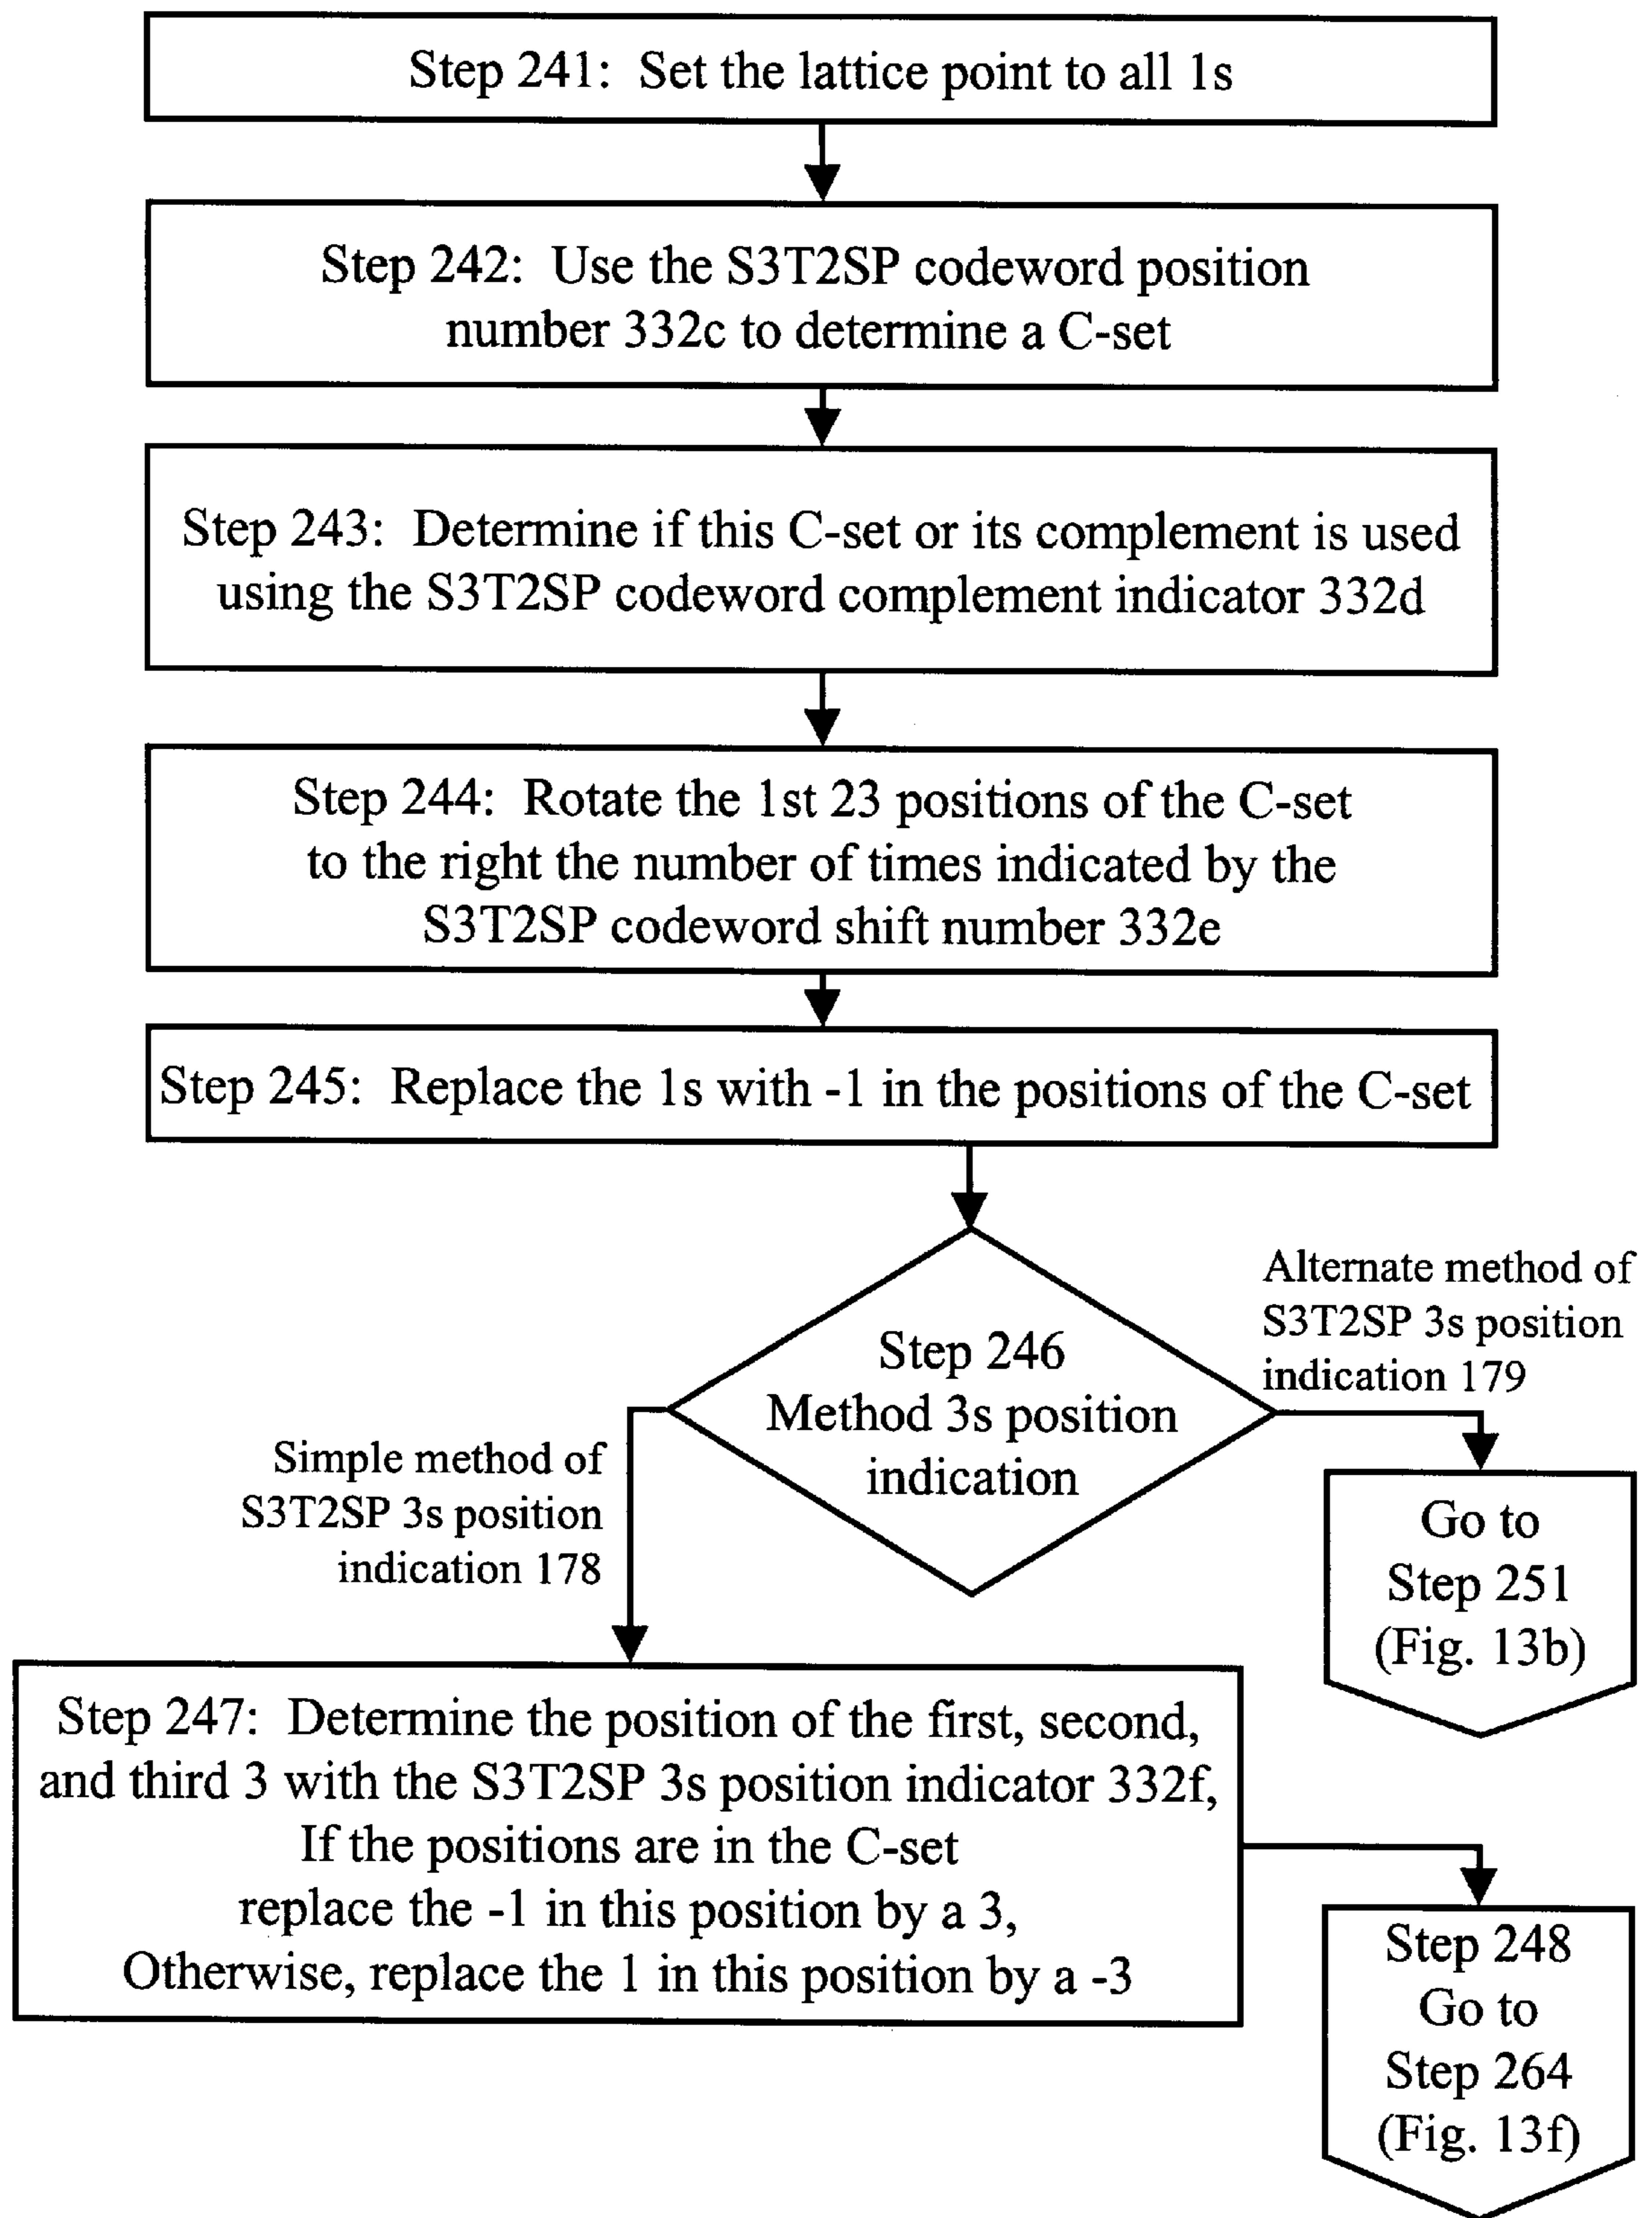 Step 241: Set the lattice point to all 1s
Step 242: Use the S3T2SP codeword position
number 332c to determine a C-set
Step 243: Determine if this C-set or its complement is used
using the S3T2SP codeword complement indicator 332d
Step 244: Rotate the 1st 23 positions of the C-set
to the right the number of times indicated by the
S3T2SP codeword shift number 332e
Step 245: Replace the 1s with -1 in the positions of the C-set
Step 246
Method 3s position
indication
Alternate method of
S3T2SP 3s position
indication 179
Simple method of
S3T2SP 3s position
indication 178
Go to
Step 251
(Fig. 13b)
Step 247: Determine the position of the first, second,
and third 3 with the S3T2SP 3s position indicator 332f,
If the positions are in the C-set
replace the -1 in this position by a 3,
Otherwise, replace the 1 in this position by a -3
Step 248
Go to
Step 264
(Fig. 13f)